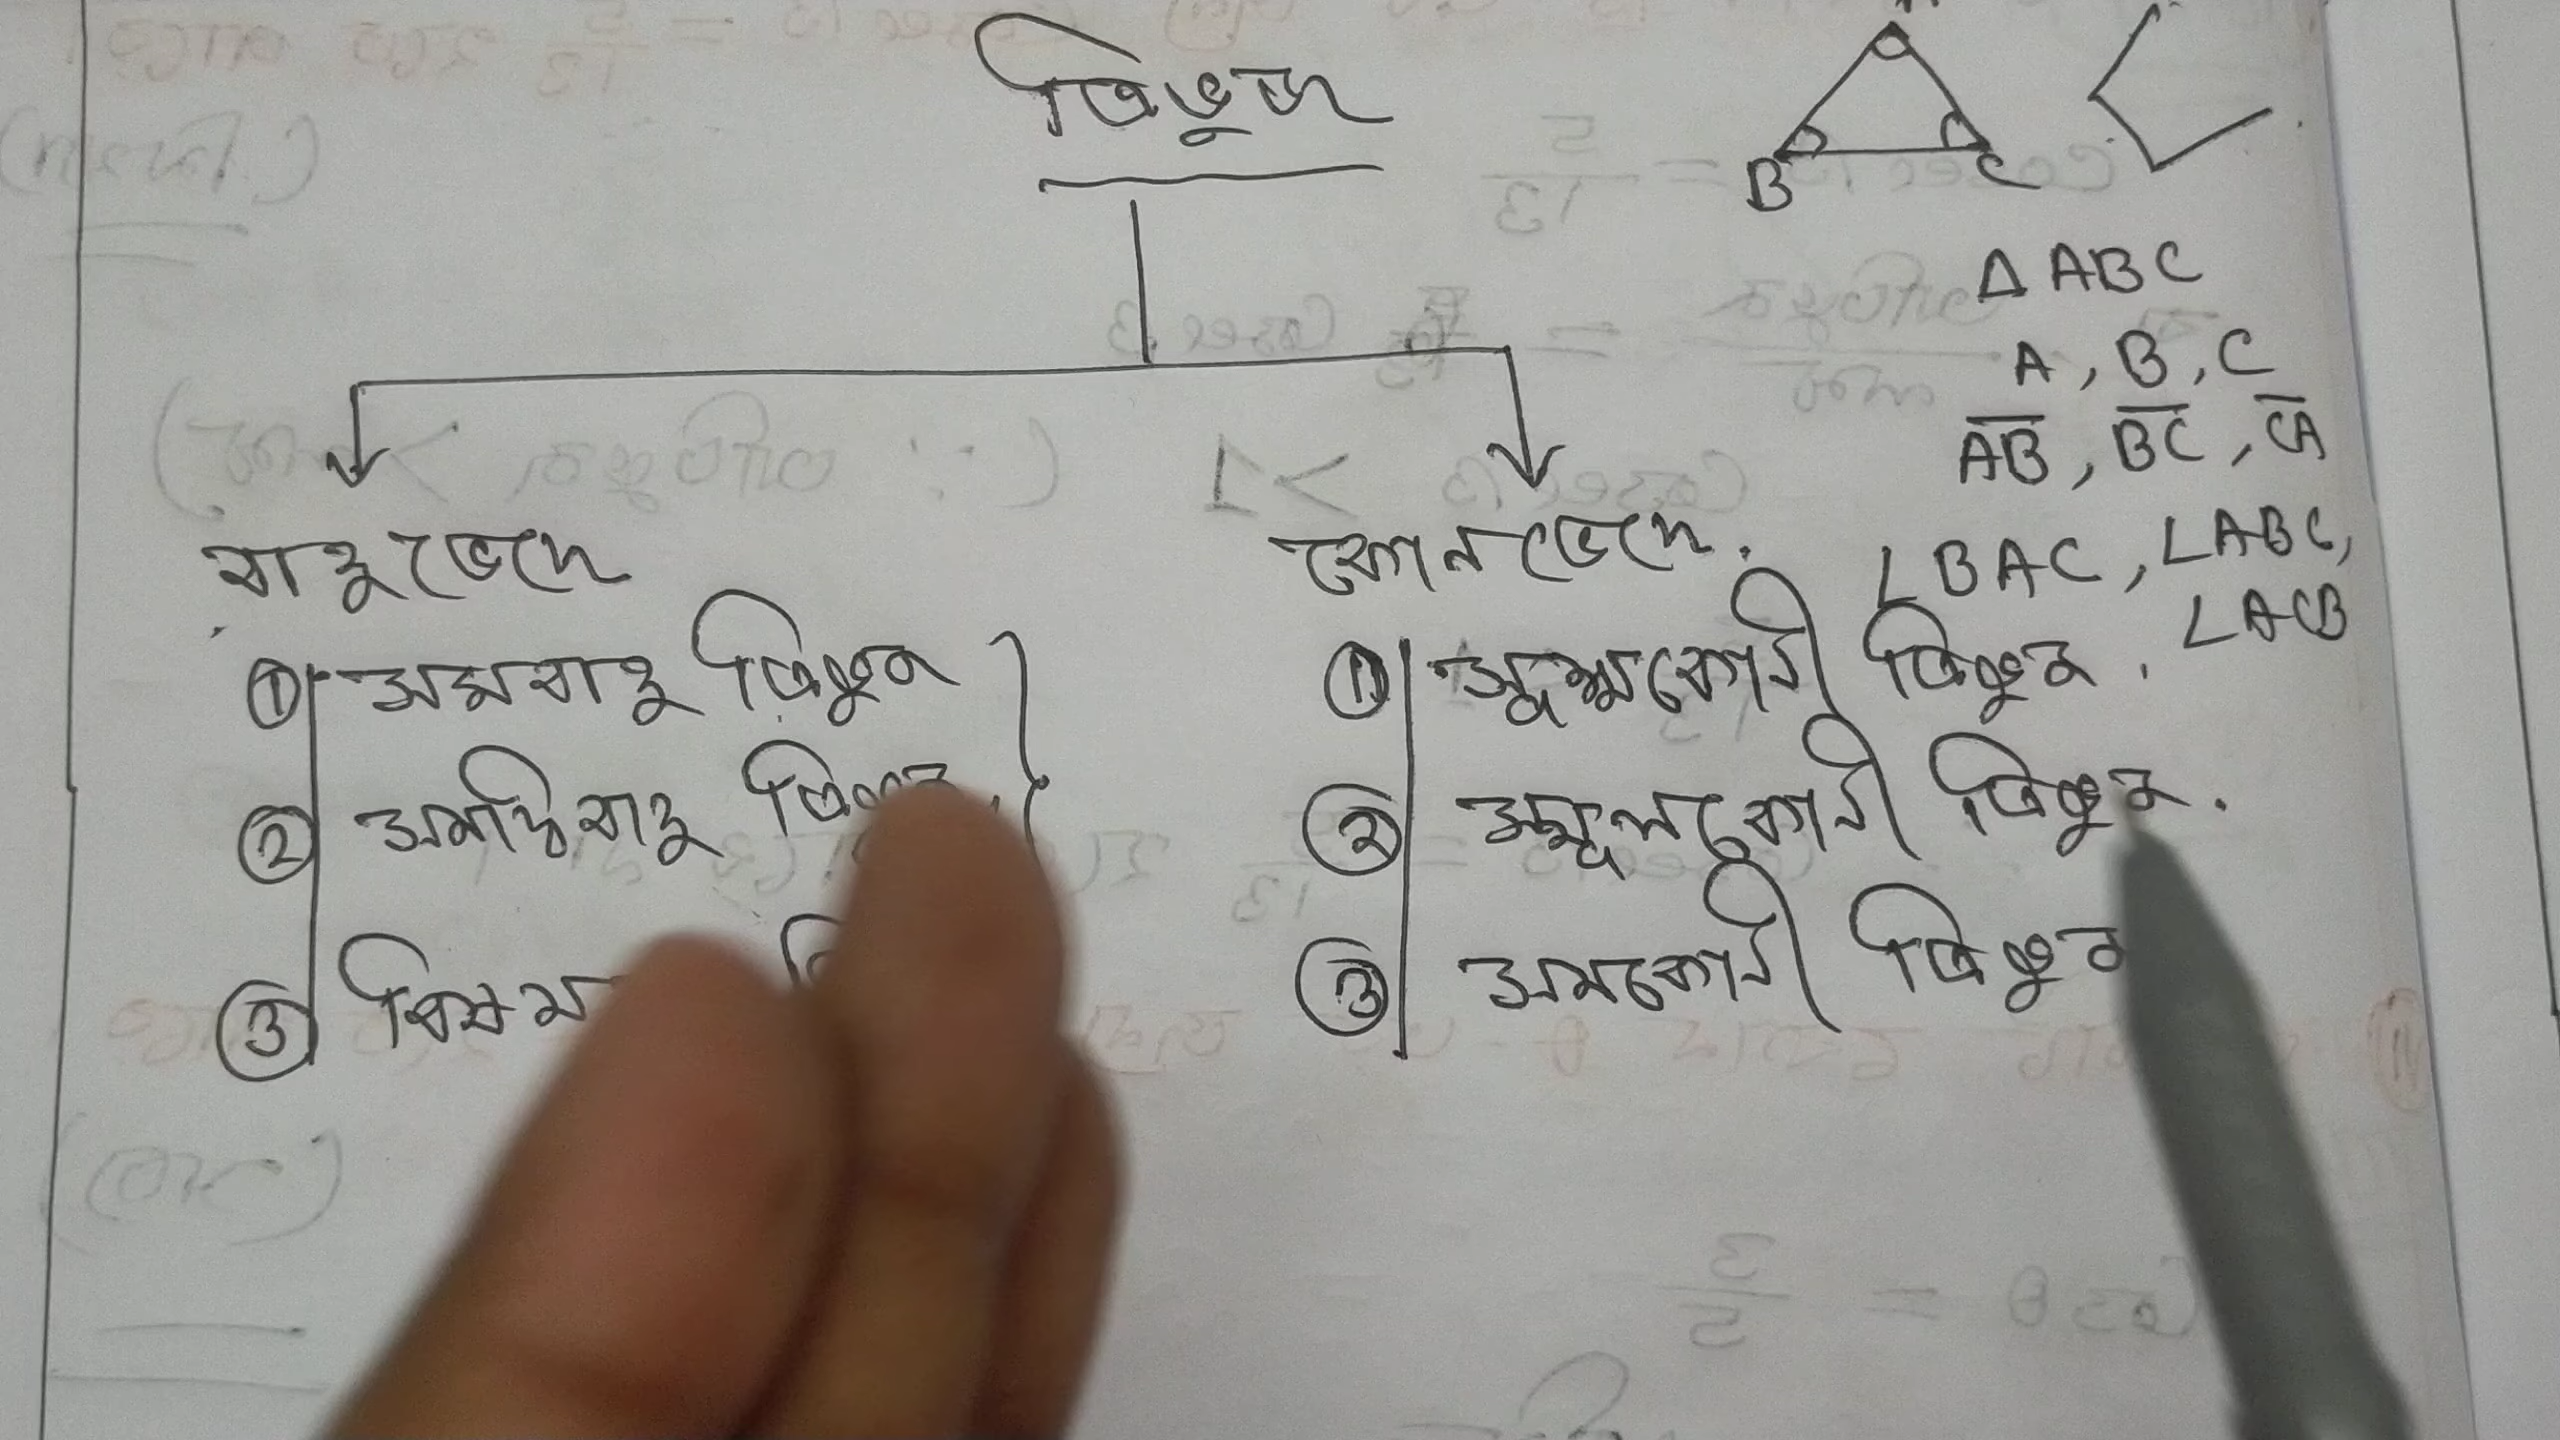 ত্রিভুজ
B C
Δ ABC
A, B, C
AB, BC, CA
∠BAC, ∠ABC,
∠ACB
বাহুভেদে
① সমবাহু ত্রিভুজ
② সমদ্বিবাহু ত্রিভুজ
③ বিষম
কোনভেদে.
① সূক্ষ্মকোণী ত্রিভুজ.
② স্থূলকোণী ত্রিভুজ.
③ সমকোণী ত্রিভুজ